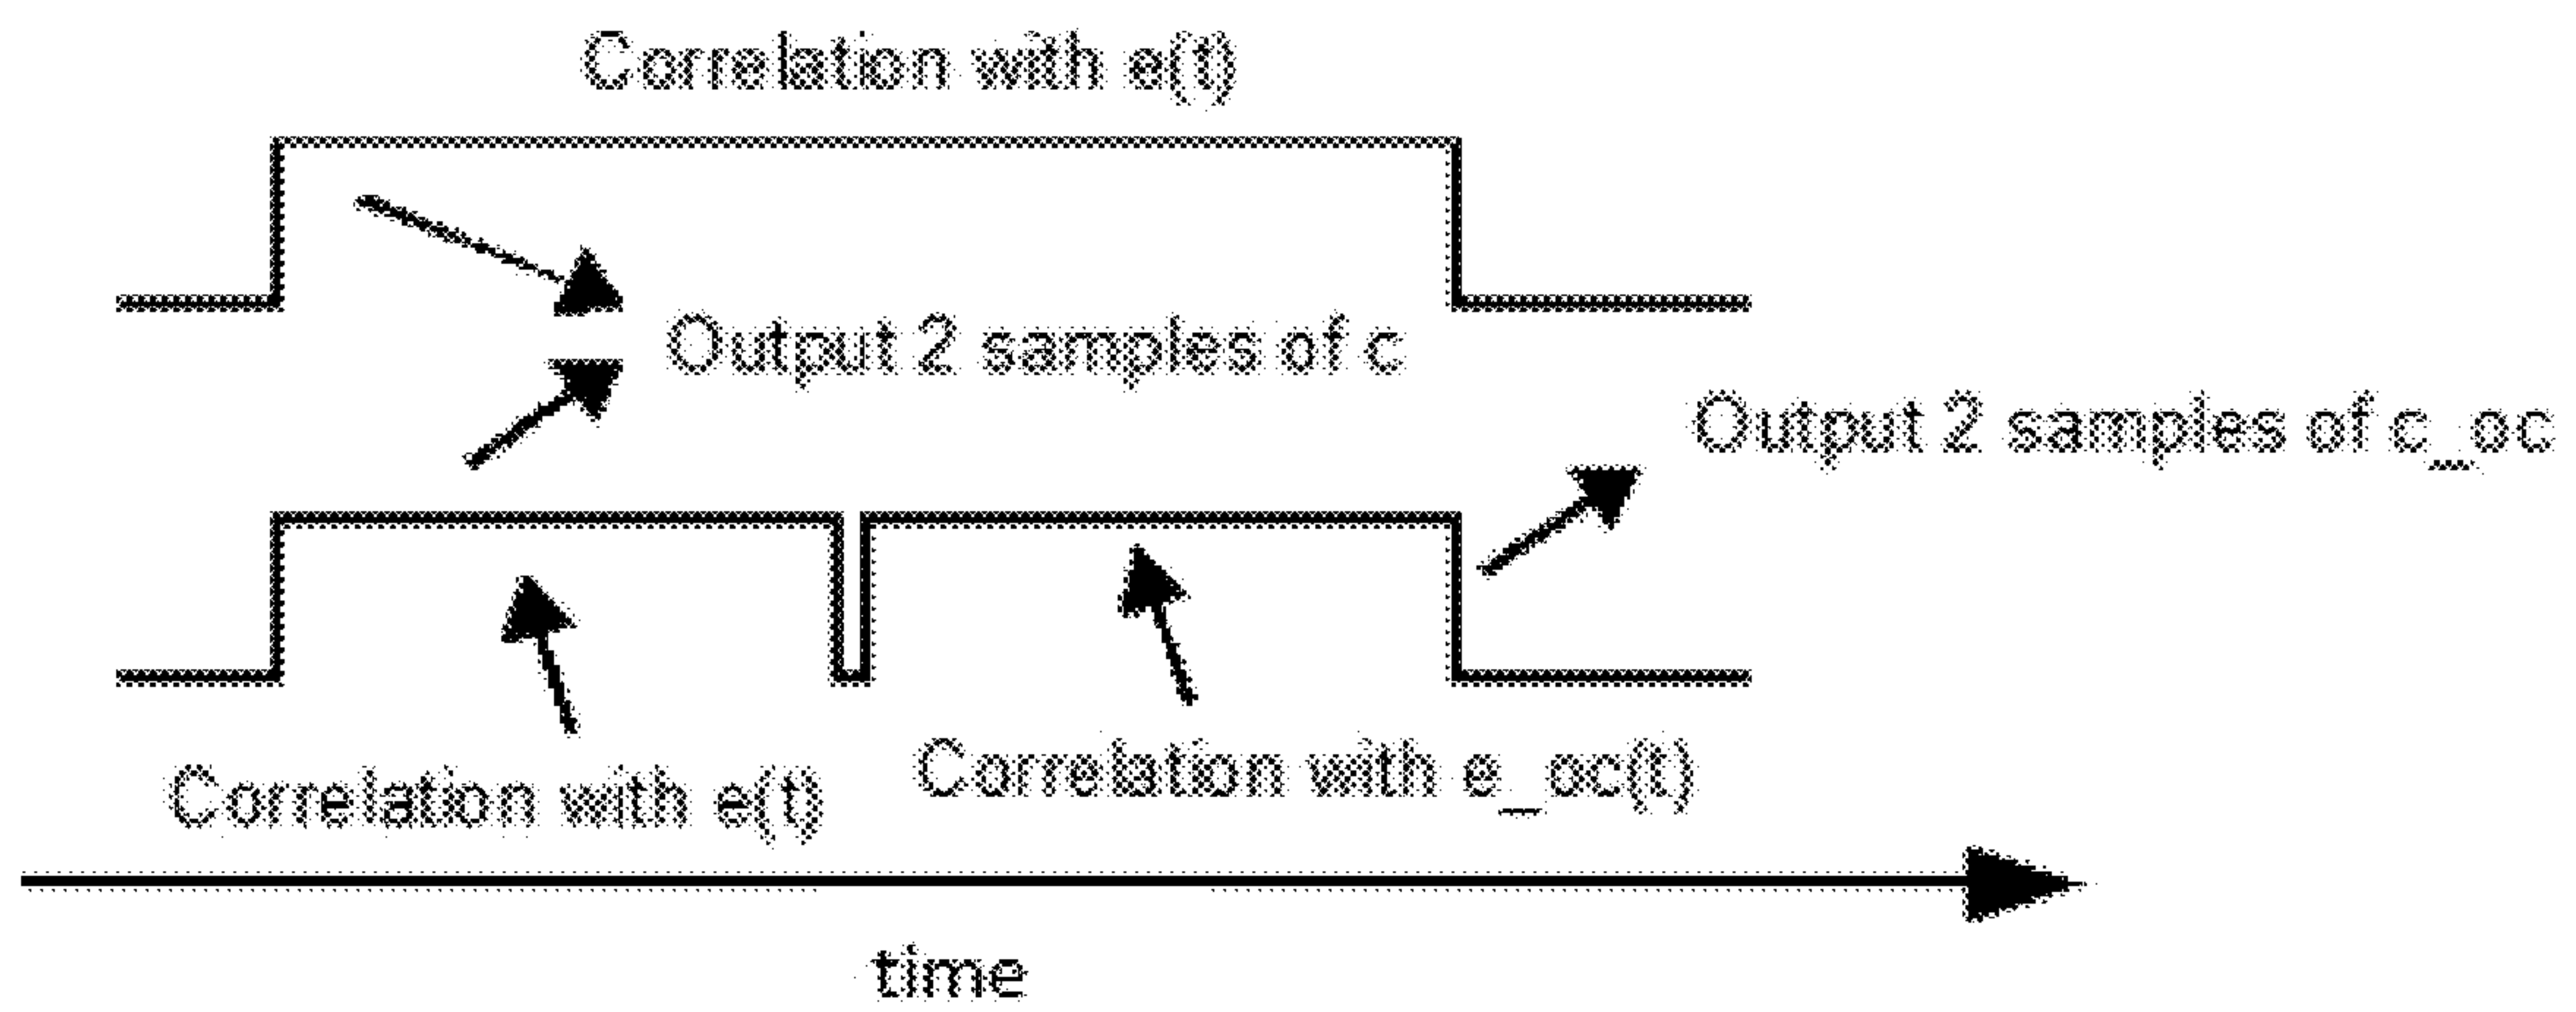 Correlation with e(t)
Output 2 samples of c
Output 2 samples of c_oc
Correlation with e_oc(t)
Correlation with e(t)
time